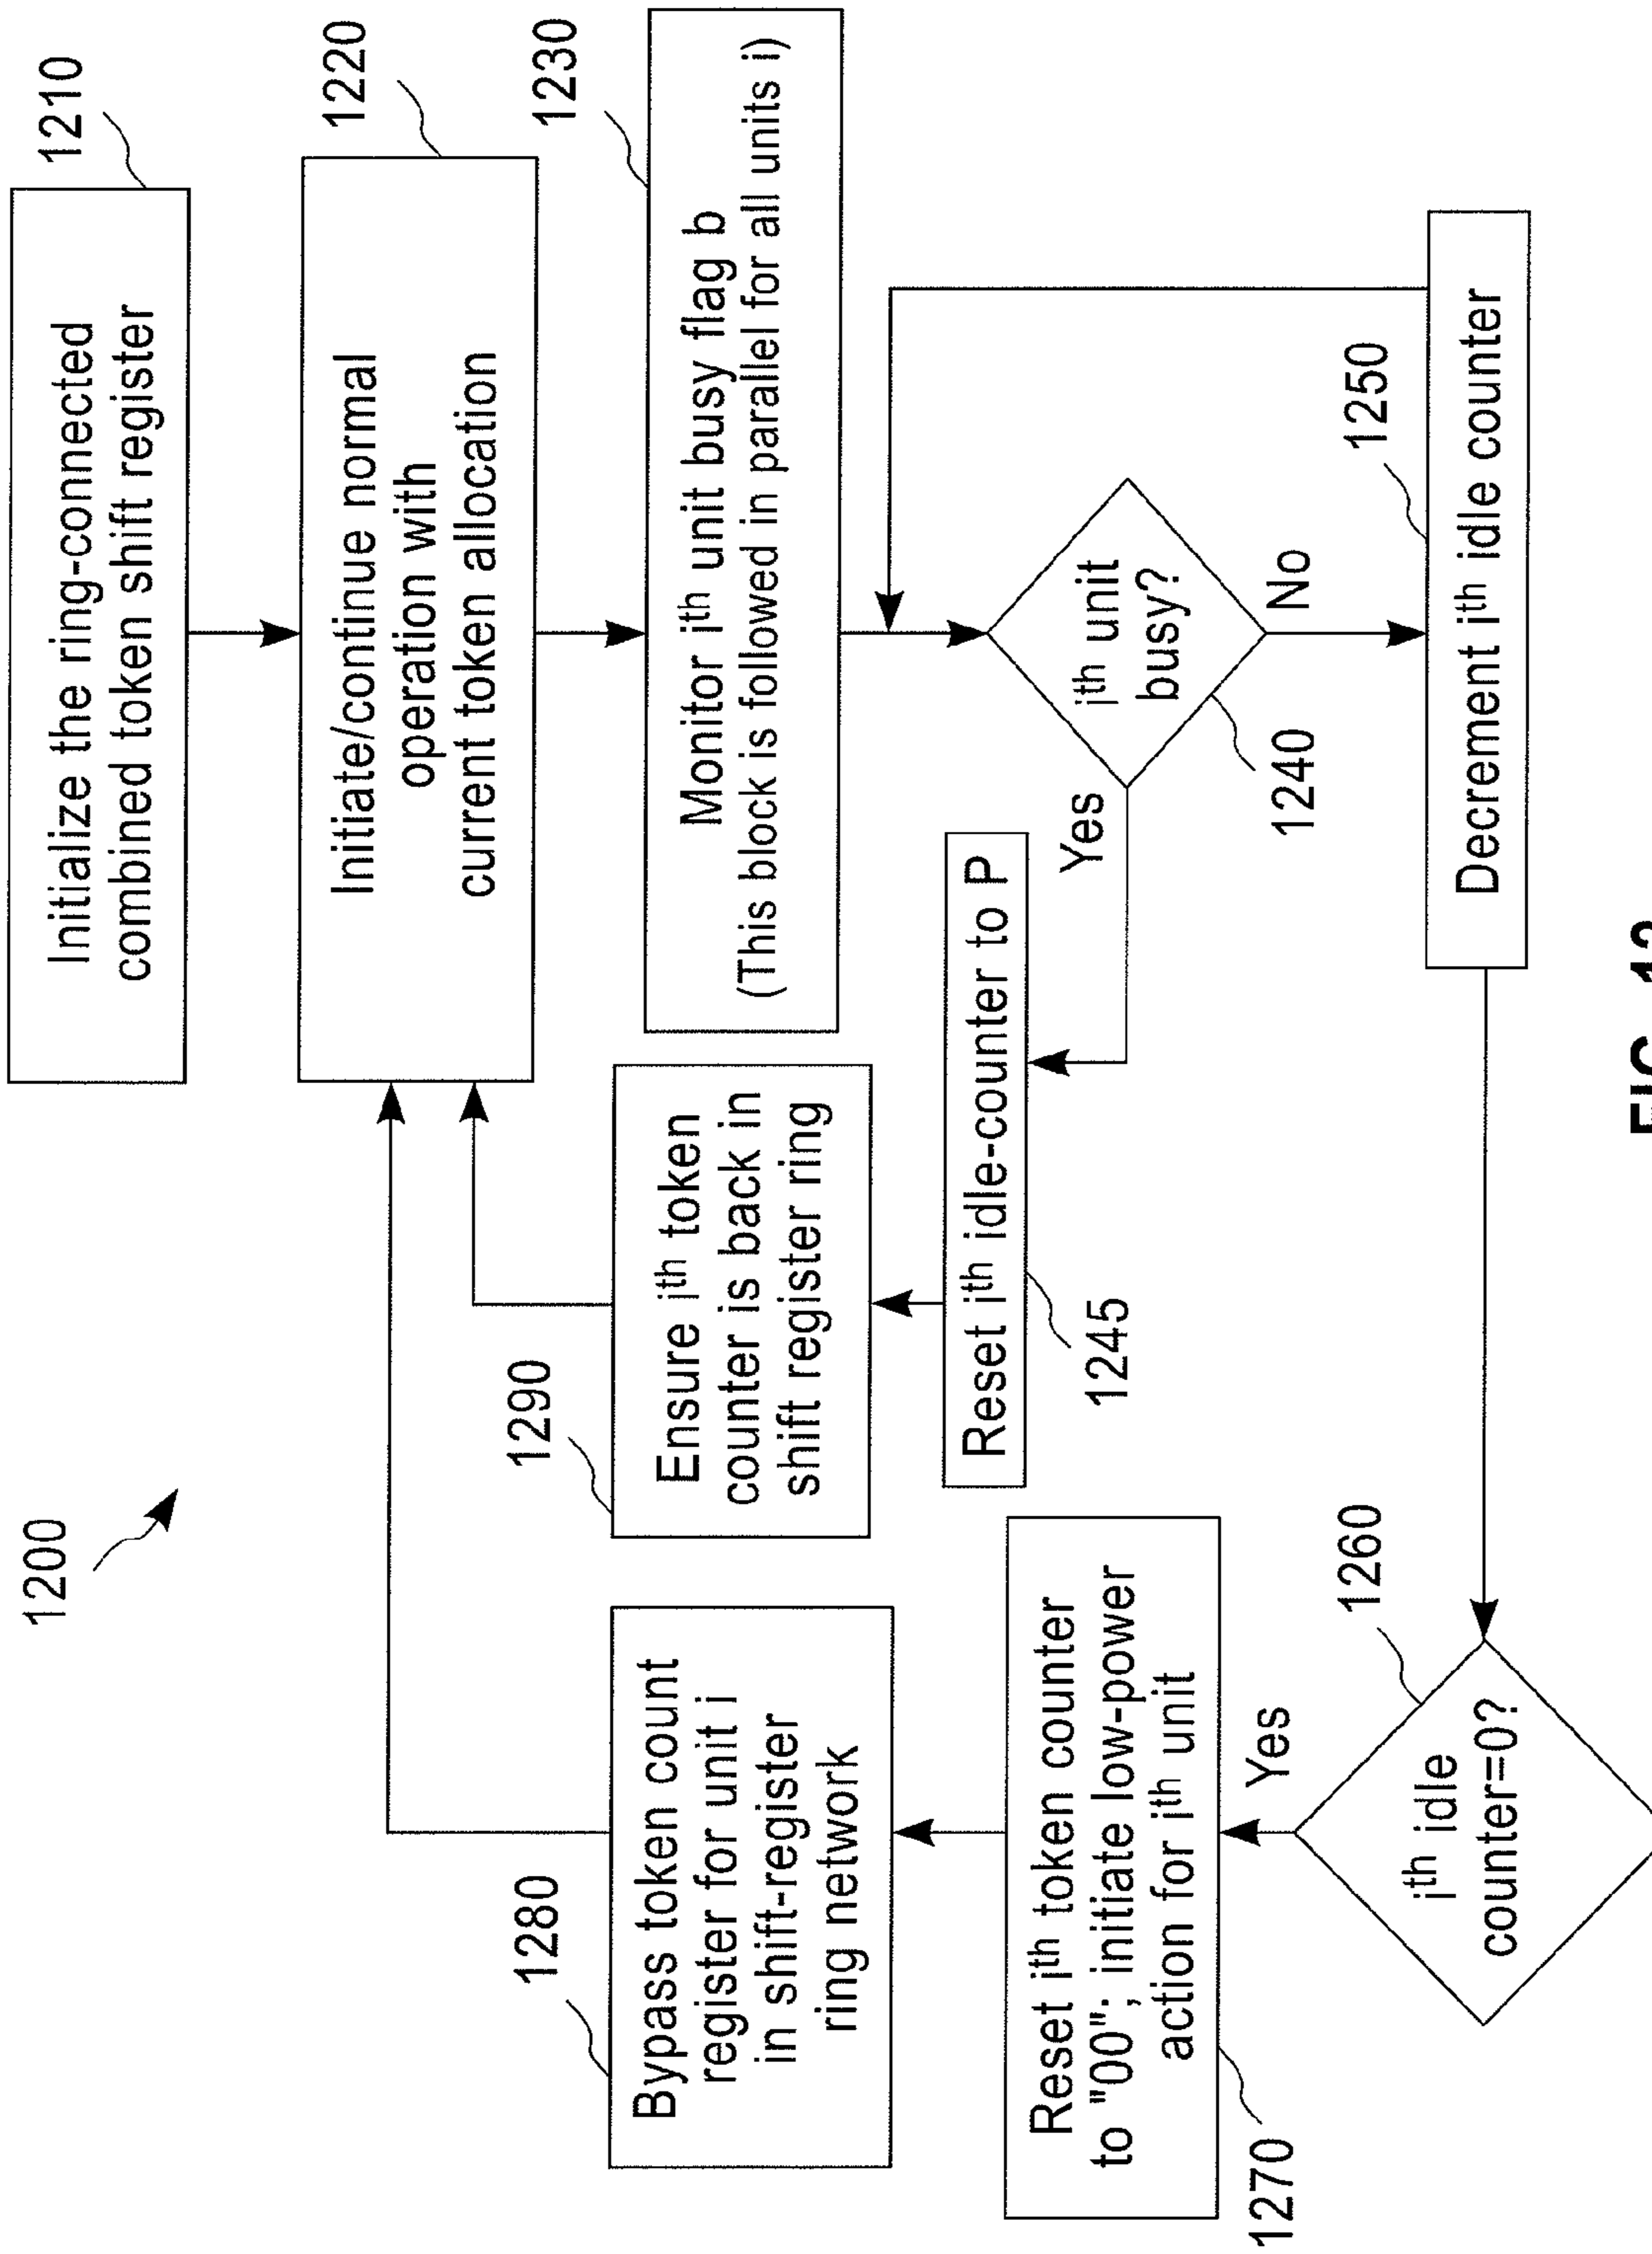 1200
1210
Initialize the ring-connected
combined token shift register
1220
Initiate/continue normal
operation with
current token allocation
1230
Monitor ith unit busy flag b
(This block is followed in parallel for all units i)
1240
ith unit
busy?
Yes
No
1245
Reset ith idle-counter to P
1290
Ensure ith token
counter is back in
shift register ring
1250
Decrement ith idle counter
1260
ith idle
counter=0?
Yes
1270
Reset ith token counter
to "00"; initiate low-power
action for ith unit
1280
Bypass token count
register for unit i
in shift-register
ring network
FIG. 12